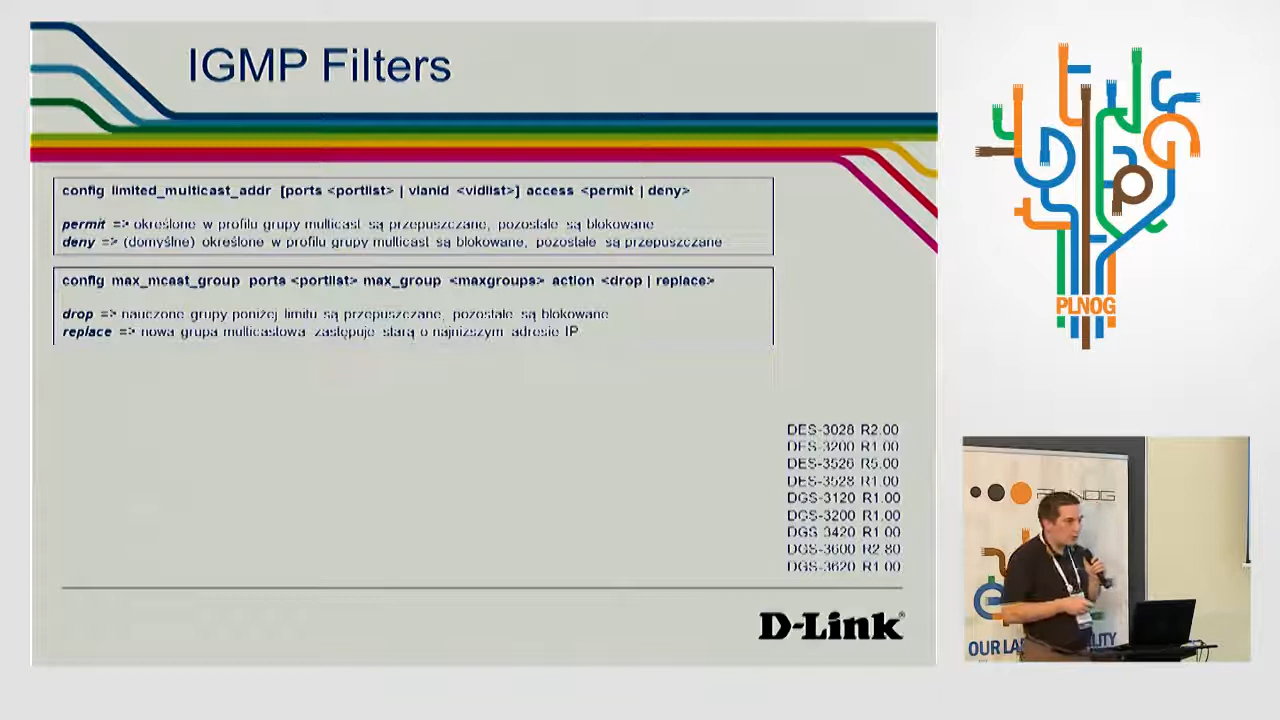 IGMP Filters
config limited_multicast_addr [ports <portlist> | vlanid <vidlist>] access <permit | deny>
permit => określone w profilu grupy multicast są przepuszczane, pozostałe są blokowane
deny => (domyślne) określone w profilu grupy multicast są blokowane, pozostałe są przepuszczane
config max_mcast_group ports <portlist> max_group <maxgroups> action <drop | replace>
drop => nauczone grupy poniżej limitu są przepuszczane, pozostałe są blokowane
replace => nowa grupa multicastowa zastępuje starą o najniższym adresie IP
DES-3028 R2.00
DES-3200 R1.00
DES-3526 R5.00
DES-3528 R1.00
DGS-3120 R1.00
DGS-3200 R1.00
DGS-3420 R1.00
DGS-3600 R2.80
DGS-3620 R1.00
D-Link®
PLNOG
PLNOG
OUR